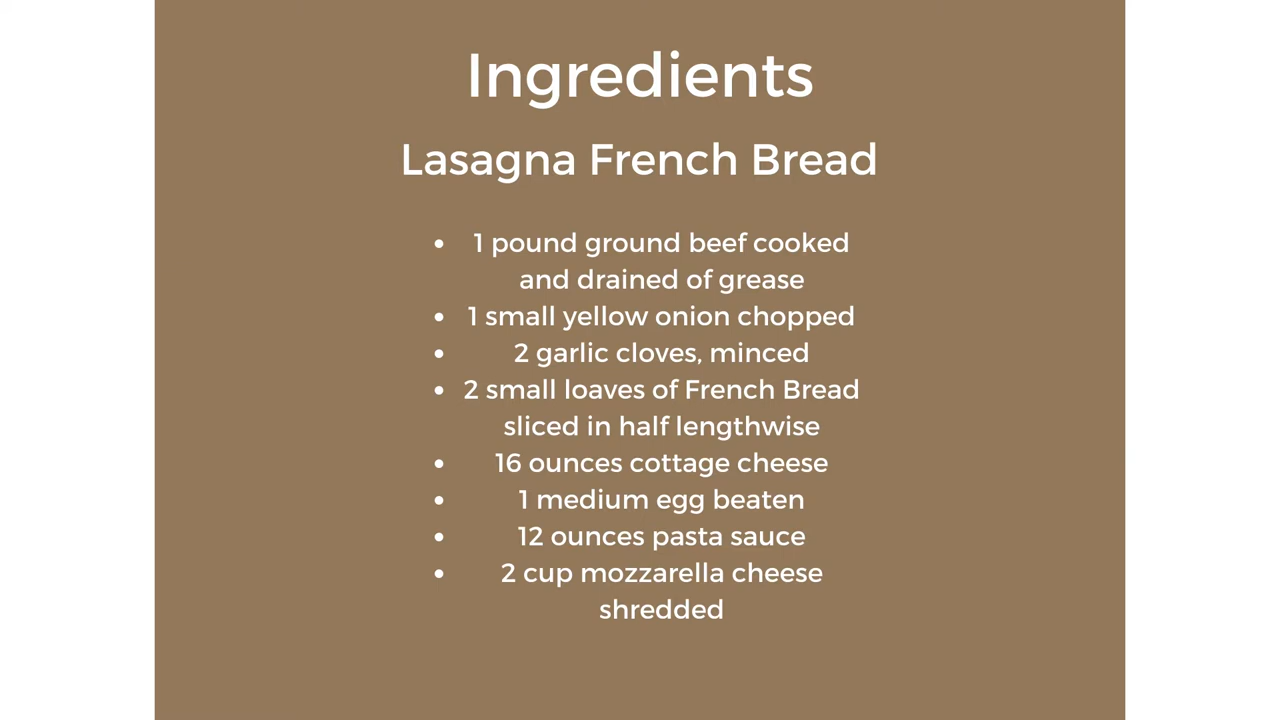 Ingredients
Lasagna French Bread
• 1 pound ground beef cooked
and drained of grease
• 1 small yellow onion chopped
• 2 garlic cloves, minced
• 2 small loaves of French Bread
sliced in half lengthwise
• 16 ounces cottage cheese
• 1 medium egg beaten
• 12 ounces pasta sauce
• 2 cup mozzarella cheese
shredded